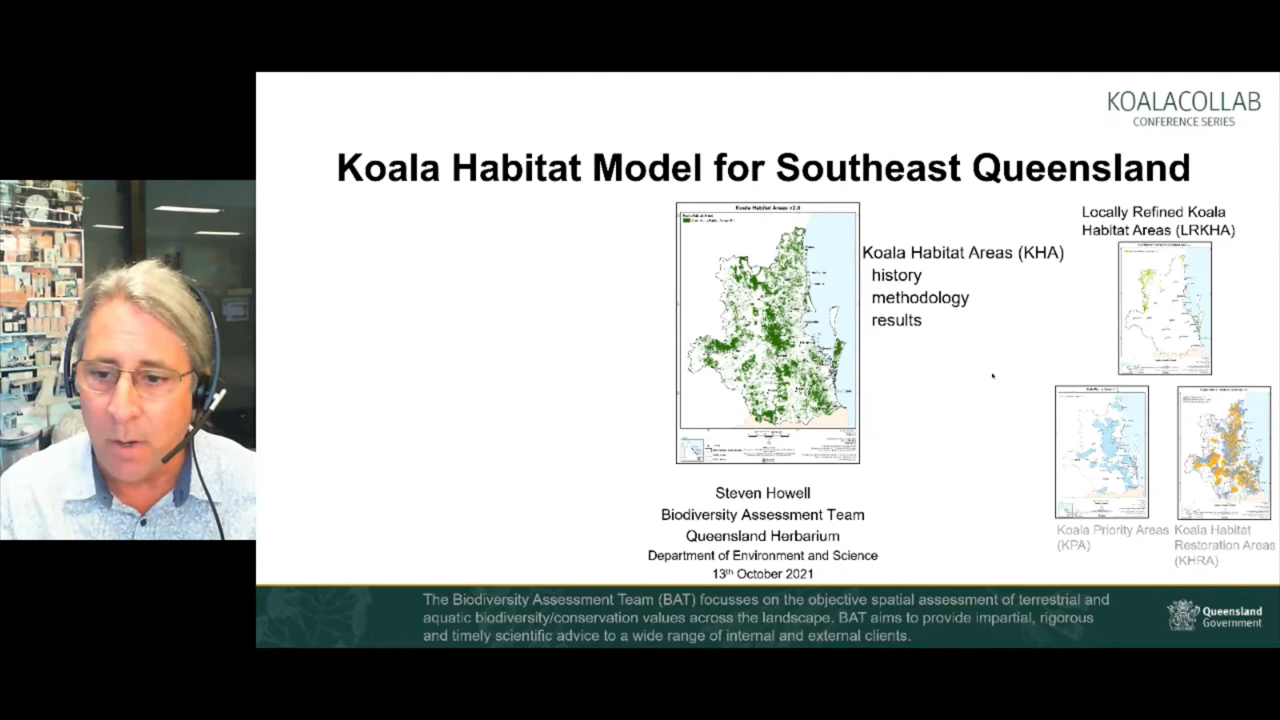 KOALACOLLAB
CONFERENCE SERIES
Koala Habitat Model for Southeast Queensland
Koala Habitat Areas v2.0
Koala Habitat Areas (KHA)
history
methodology
results
Locally Refined Koala
Habitat Areas (LRKHA)
Koala Priority Areas
(KPA)
Koala Habitat
Restoration Areas
(KHRA)
Steven Howell
Biodiversity Assessment Team
Queensland Herbarium
Department of Environment and Science
13th October 2021
The Biodiversity Assessment Team (BAT) focusses on the objective spatial assessment of terrestrial and
aquatic biodiversity/conservation values across the landscape. BAT aims to provide impartial, rigorous
and timely scientific advice to a wide range of internal and external clients.
Queensland
Government